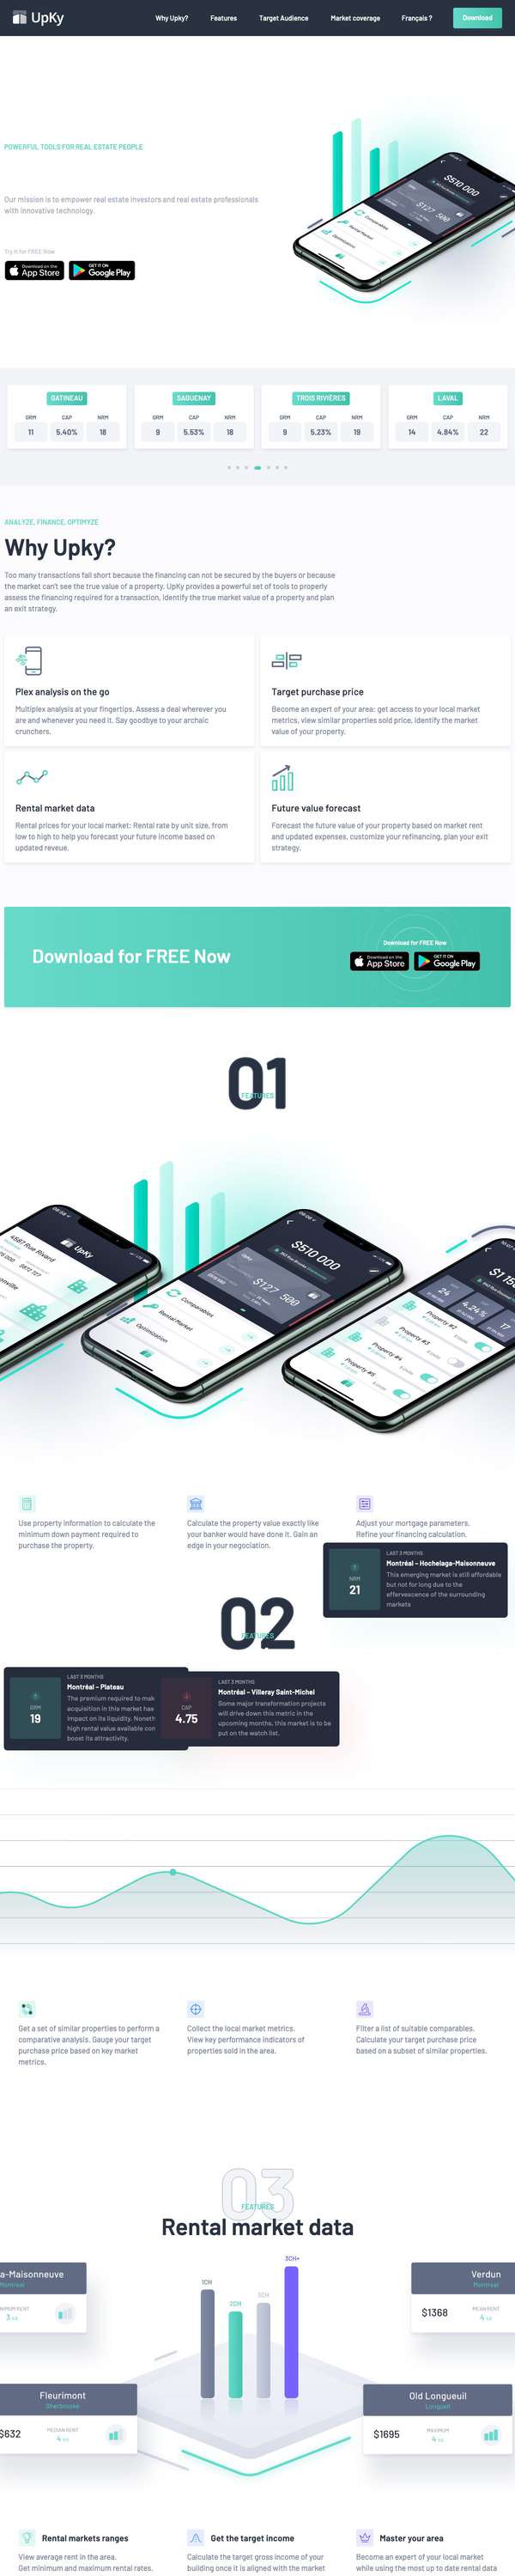 UpKy
Why Upky?
Features
Target Audience
Market coverage
Français ?
Download
POWERFUL TOOLS FOR REAL ESTATE PEOPLE
Our mission is to empower real estate investors and real estate professionals
with innovative technology.
Try it for FREE Now
Download on the
App Store
GET IT ON
Google Play
$510 000
$127 500
Comparables
Rental Market
Optimization
GATINEAU
GRM CAP NRM
11 5.40% 18
SAGUENAY
GRM CAP NRM
9 5.53% 18
TROIS RIVIÈRES
GRM CAP NRM
9 5.23% 19
LAVAL
GRM CAP NRM
14 4.84% 22
ANALYZE, FINANCE, OPTIMYZE
Why Upky?
Too many transactions fall short because the financing can not be secured by the buyers or because
the market can't see the true value of a property. UpKy provides a powerful set of tools to properly
assess the financing required for a transaction, identify the true market value of a property and plan
an exit strategy.
Plex analysis on the go
Multiplex analysis at your fingertips. Assess a deal wherever you
are and whenever you need it. Say goodbye to your archaic
crunchers.
Target purchase price
Become an expert of your area: get access to your local market
metrics, view similar properties sold price, identify the market
value of your property.
Rental market data
Rental prices for your local market: Rental rate by unit size, from
low to high to help you forecast your future income based on
updated reveue.
Future value forecast
Forecast the future value of your property based on market rent
and updated expenses, customize your refinancing, plan your exit
strategy.
Download for FREE Now
Download for FREE Now
Download on the
App Store
GET IT ON
Google Play
01
FEATURES
4567 Rue Rivard
UpKy
$510 000
$127 500
Comparables
Rental Market
Optimization
24
4.24%
17
Property #2
Property #3
Property #4
Property #5
Use property information to calculate the
minimum down payment required to
purchase the property.
Calculate the property value exactly like
your banker would have done it. Gain an
edge in your negociation.
Adjust your mortgage parameters.
Refine your financing calculation.
LAST 3 MONTHS
Montréal – Hochelaga-Maisonneuve
This emerging market is still affordable
but not for long due to the
effervescence of the surrounding
markets
NRM
21
02
FEATURES
LAST 3 MONTHS
Montréal – Plateau
The premium required to mak
acquisition in this market has
impact on its liquidity. Noneth
high rental value available con
boost its attractivity.
GRM
19
LAST 3 MONTHS
Montréal – Villeray Saint-Michel
Some major transformation projects
will drive down this metric in the
upcoming months, this market is to be
put on the watch list.
CAP
4.75
Get a set of similar properties to perform a
comparative analysis. Gauge your target
purchase price based on key market
metrics.
Collect the local market metrics.
View key performance indicators of
properties sold in the area.
Filter a list of suitable comparables.
Calculate your target purchase price
based on a subset of similar properties.
03
FEATURES
Rental market data
a-Maisonneuve
Montreal
NIMUM RENT
3
1CH
2CH
3CH
3CH+
Verdun
Montreal
$1368
MEAN RENT
4
Fleurimont
Sherbrooke
$632
MEDIAN RENT
4
Old Longueuil
Longueil
$1695
MAXIMUM
4
Rental markets ranges
View average rent in the area.
Get minimum and maximum rental rates.
Get the target income
Calculate the target gross income of your
building once it is aligned with the market
Master your area
Become an expert of your local market
while using the most up to date rental data